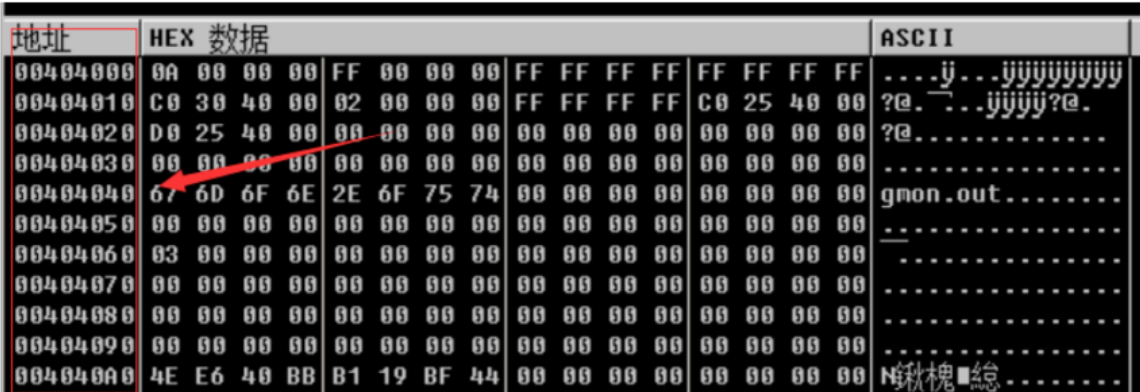 地址 HEX 数据 ASCII
00404000 0A 00 00 00 FF 00 00 00 FF FF FF FF FF FF FF FF ....ÿ...ÿÿÿÿÿÿÿÿ
00404010 C0 30 40 00 02 00 00 00 FF FF FF FF C0 25 40 00 ?@. ...ÿÿÿÿ?@.
00404020 D0 25 40 00 00 00 00 00 00 00 00 00 00 00 00 00 ?@.............
00404030 00 00 00 00 00 00 00 00 00 00 00 00 00 00 00 00 ................
00404040 67 6D 6F 6E 2E 6F 75 74 00 00 00 00 00 00 00 00 gmon.out........
00404050 00 00 00 00 00 00 00 00 00 00 00 00 00 00 00 00 ................
00404060 03 00 00 00 00 00 00 00 00 00 00 00 00 00 00 00 ...............
00404070 00 00 00 00 00 00 00 00 00 00 00 00 00 00 00 00 ................
00404080 00 00 00 00 00 00 00 00 00 00 00 00 00 00 00 00 ................
00404090 00 00 00 00 00 00 00 00 00 00 00 00 00 00 00 00 ................
004040A0 4E E6 40 BB B1 19 BF 44 00 00 00 00 00 00 00 00 N鍬槐■総........